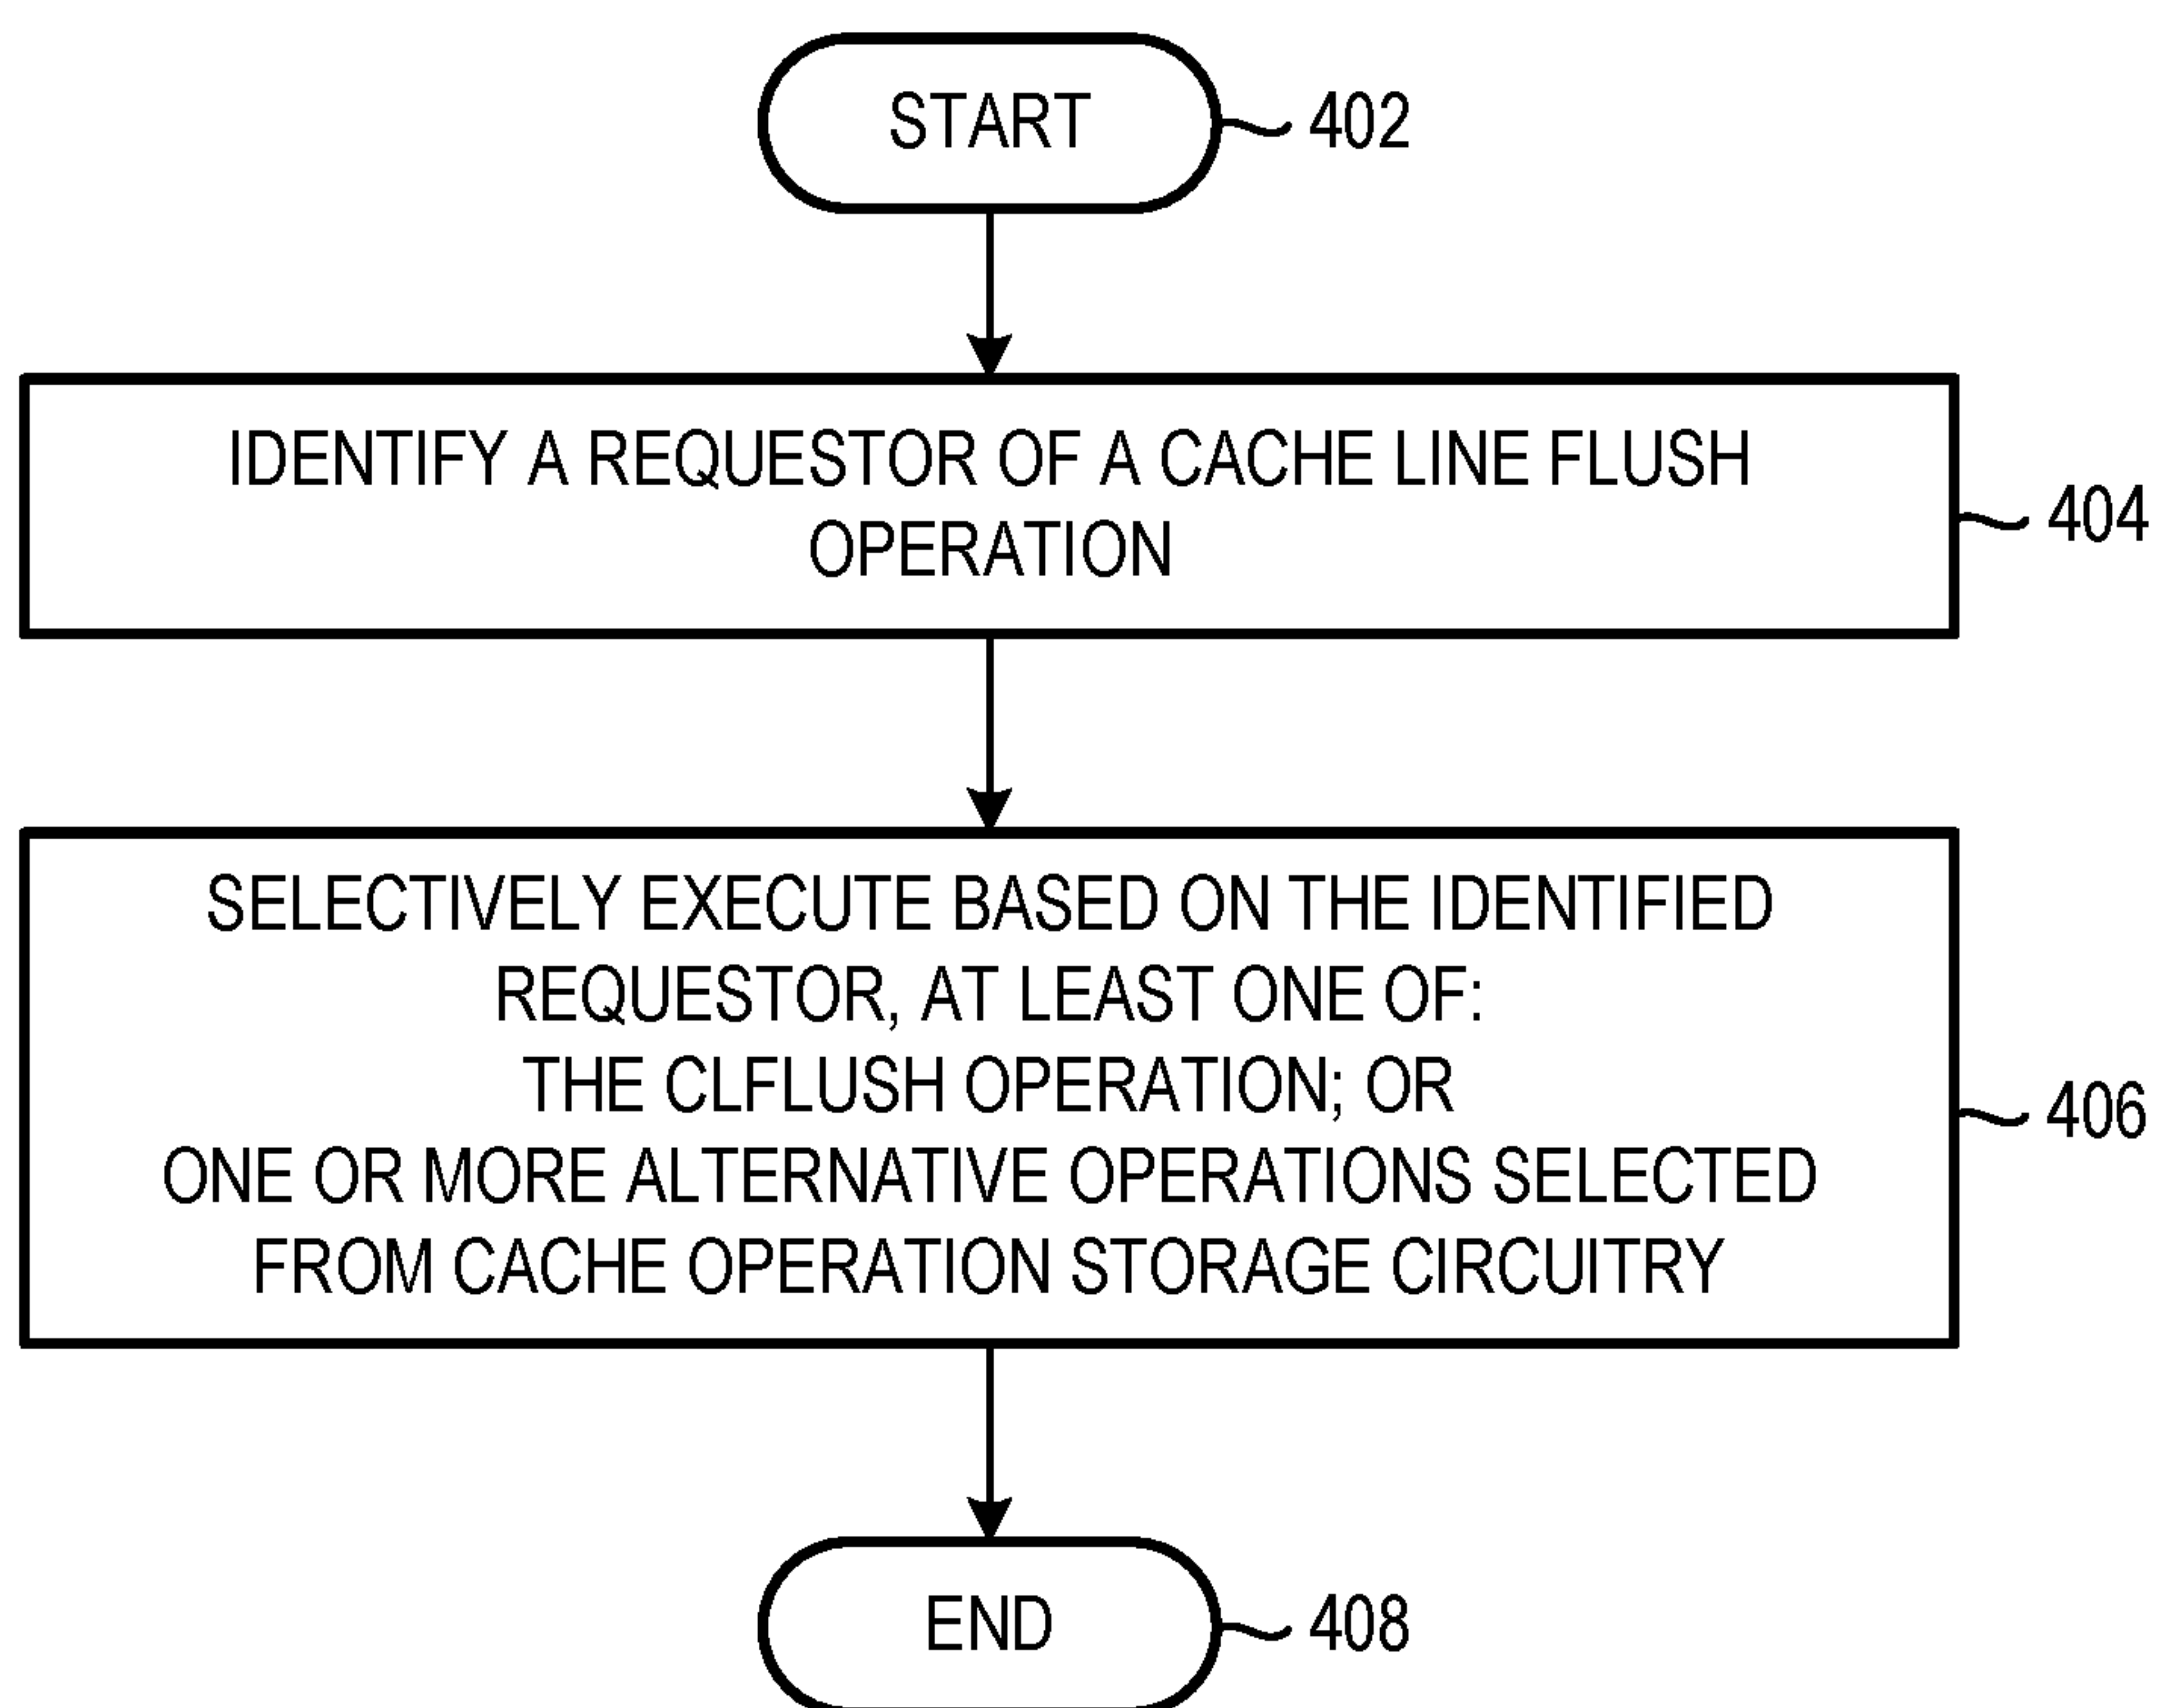 START
402
IDENTIFY A REQUESTOR OF A CACHE LINE FLUSH
OPERATION
404
SELECTIVELY EXECUTE BASED ON THE IDENTIFIED
REQUESTOR, AT LEAST ONE OF:
THE CLFLUSH OPERATION; OR
ONE OR MORE ALTERNATIVE OPERATIONS SELECTED
FROM CACHE OPERATION STORAGE CIRCUITRY
406
END
408